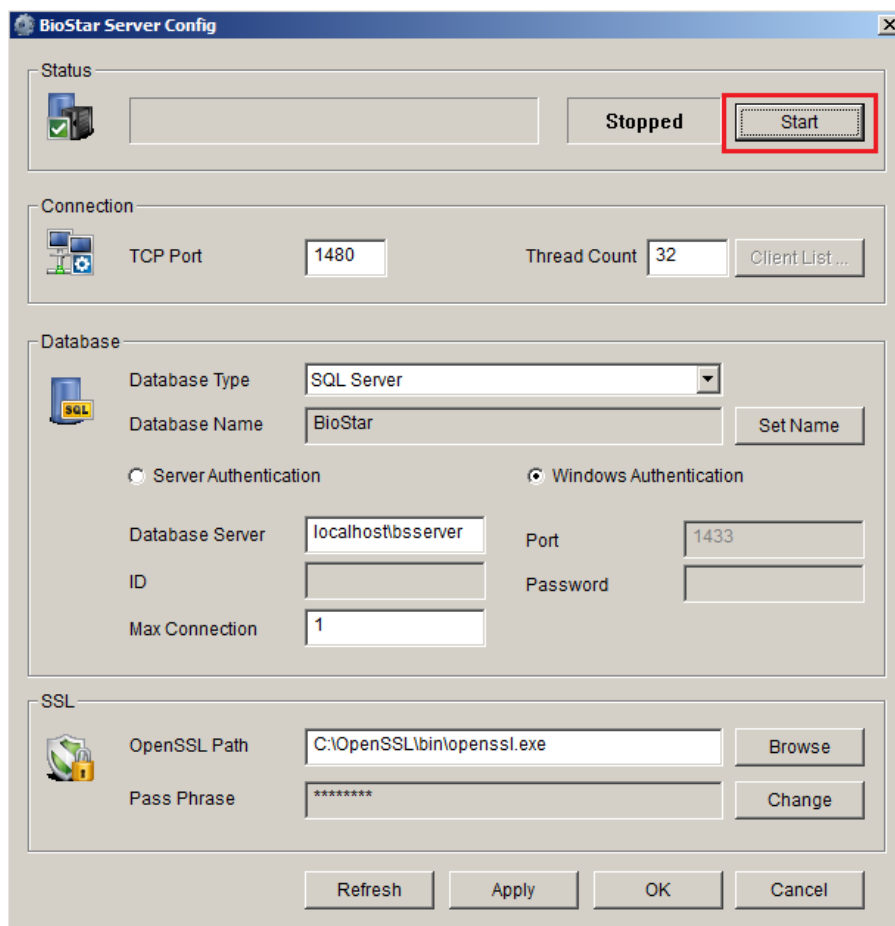 BioStar Server Config
Status
Stopped Start
Connection
TCP Port 1480 Thread Count 32 Client List ...
Database
Database Type SQL Server
SQL
Database Name BioStar Set Name
Server Authentication Windows Authentication
Database Server localhost\bsserver Port 1433
ID Password
Max Connection 1
SSL
OpenSSL Path C:\OpenSSL\bin\openssl.exe Browse
Pass Phrase ******** Change
Refresh Apply OK Cancel